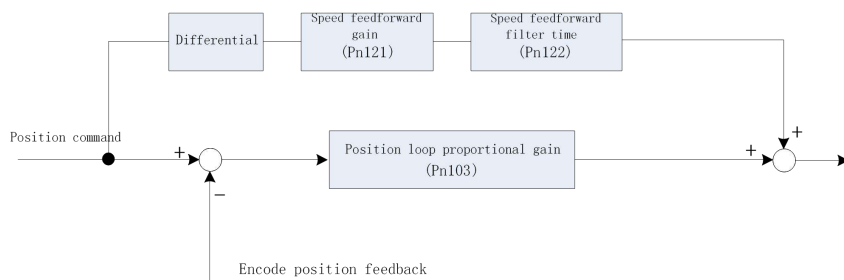 Differential
Speed feedforward
gain
(Pn121)
Speed feedforward
filter time
(Pn122)
Position command
+
+
Position loop proportional gain
(Pn103)
+
−
Encode position feedback